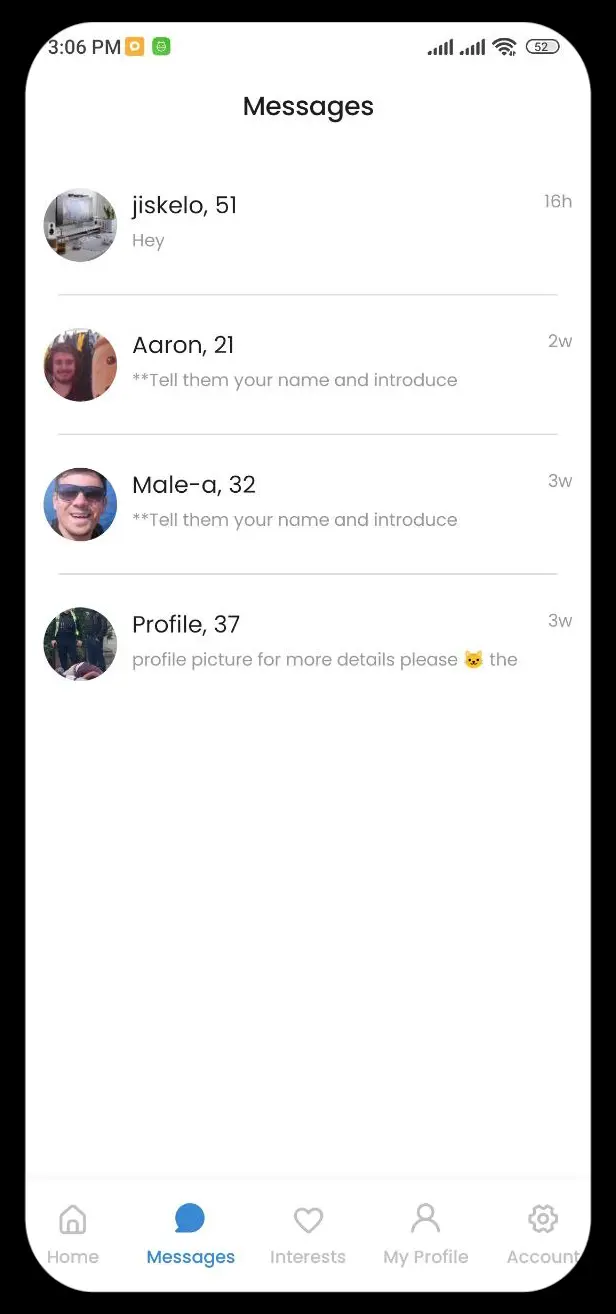 3:06 PM
52
Messages
jiskelo, 51
16h
Hey
Aaron, 21
2w
**Tell them your name and introduce
Male-a, 32
3w
**Tell them your name and introduce
Profile, 37
3w
profile picture for more details please 🐱 the
Home
Messages
Interests
My Profile
Account